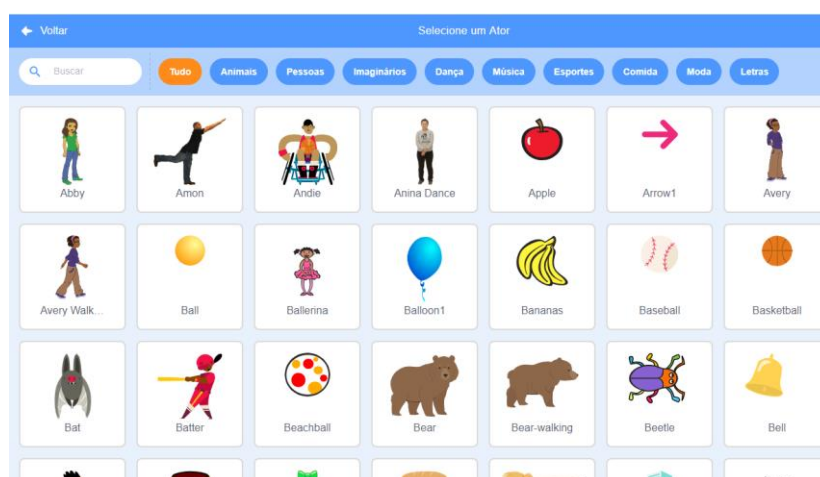 Voltar
Selecione um Ator
Buscar
Tudo Animais Pessoas Imaginários Dança Música Esportes Comida Moda Letras
Abby Amon Andie Anina Dance Apple Arrow1 Avery
Avery Walk... Ball Ballerina Balloon1 Bananas Baseball Basketball
Bat Batter Beachball Bear Bear-walking Beetle Bell